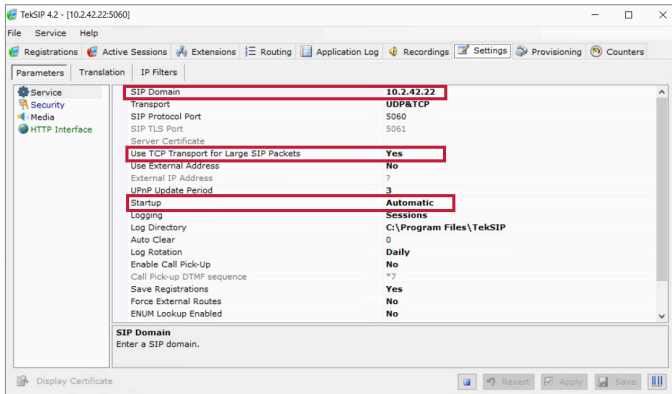 TekSIP 4.2 - [10.2.42.22:5060]
File Service Help
Registrations Active Sessions Extensions Routing Application Log Recordings Settings Provisioning Counters
Parameters Translation IP Filters
Service
Security
Media
HTTP Interface
SIP Domain 10.2.42.22
Transport UDP&TCP
SIP Protocol Port 5060
SIP TLS Port 5061
Server Certificate
Use TCP Transport for Large SIP Packets Yes
Use External Address No
External IP Address ?
UPnP Update Period 3
Startup Automatic
Logging Sessions
Log Directory C:\Program Files\TekSIP
Auto Clear 0
Log Rotation Daily
Enable Call Pick-Up No
Call Pick-up DTMF sequence *7
Save Registrations Yes
Force External Routes No
ENUM Lookup Enabled No
SIP Domain
Enter a SIP domain.
Display Certificate Revert Apply Save